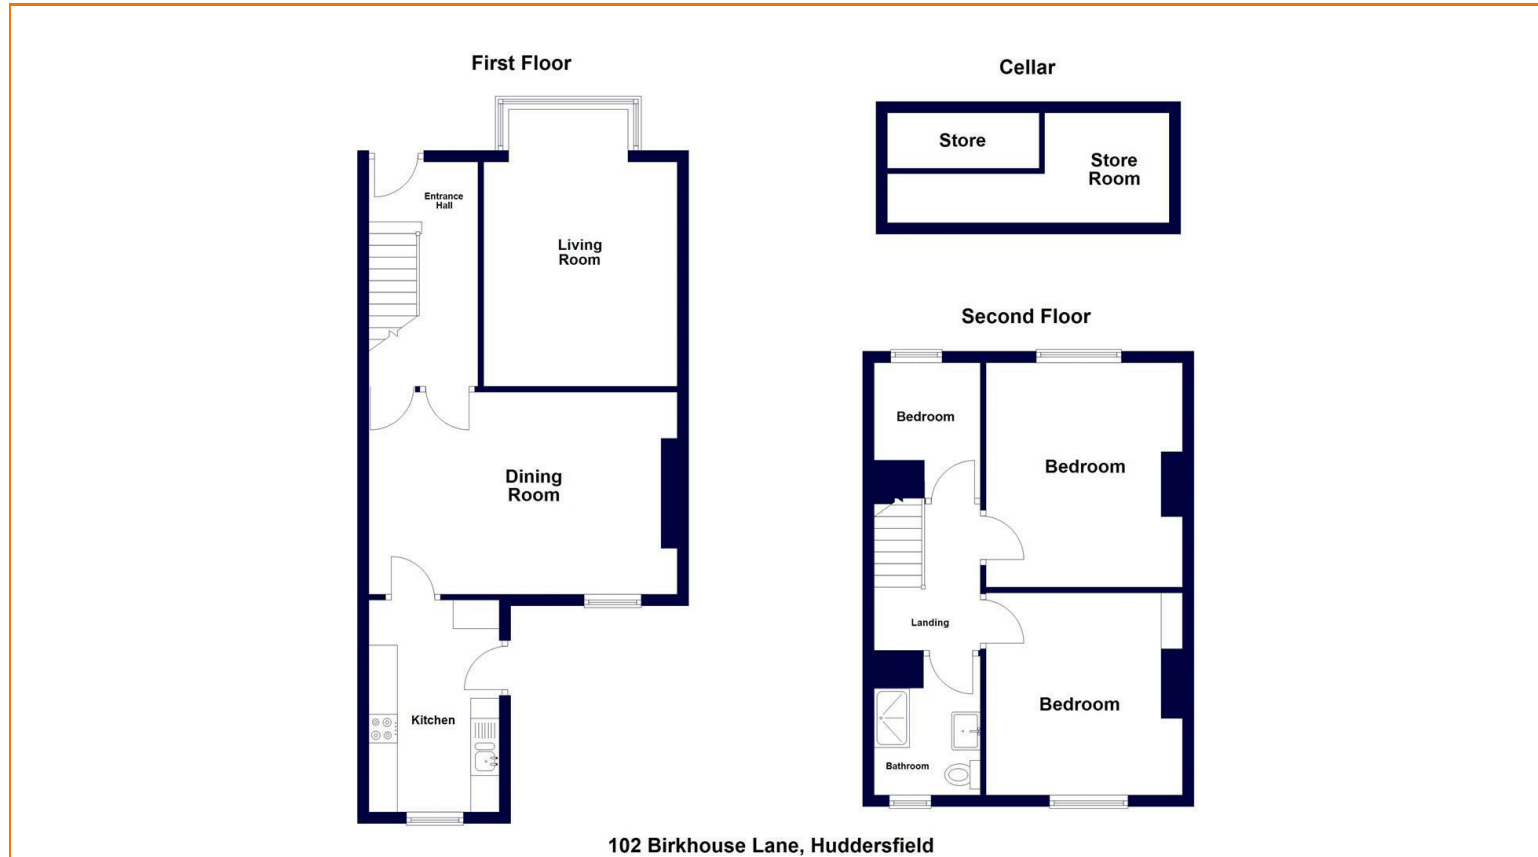 First Floor
Entrance
Hall
Living
Room
Dining
Room
Kitchen
Cellar
Store
Store
Room
Second Floor
Bedroom
Bedroom
Landing
Bedroom
Bathroom
102 Birkhouse Lane, Huddersfield